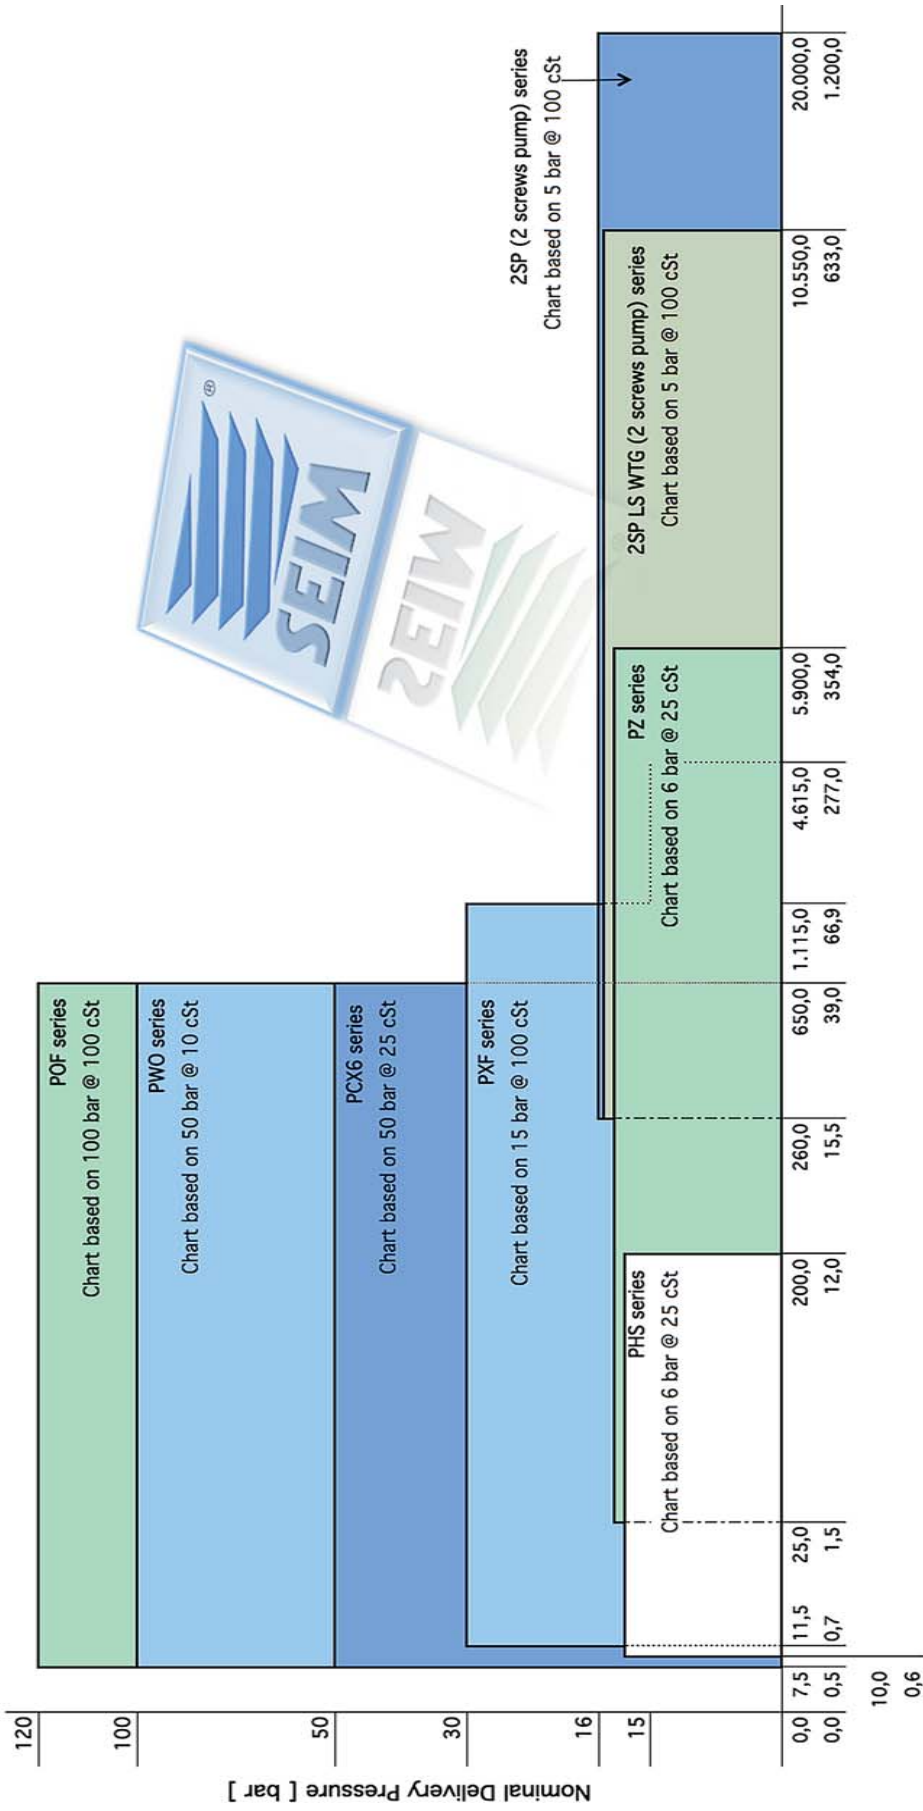 Nominal Delivery Pressure [ bar ]
120
100
50
30
16
15
POF series
Chart based on 100 bar @ 100 cSt
PWO series
Chart based on 50 bar @ 10 cSt
PCX6 series
Chart based on 50 bar @ 25 cSt
PXF series
Chart based on 15 bar @ 100 cSt
PHS series
Chart based on 6 bar @ 25 cSt
PZ series
Chart based on 6 bar @ 25 cSt
2SP LS WTG (2 screws pump) series
Chart based on 5 bar @ 100 cSt
2SP (2 screws pump) series
Chart based on 5 bar @ 100 cSt
SEIM ®
SEIM
0,0 7,5 11,5 25,0 200,0 260,0 650,0 1.115,0 4.615,0 5.900,0 10.550,0 20.000,0
0,0 0,5 0,7 1,5 12,0 15,5 39,0 66,9 277,0 354,0 633,0 1.200,0
10,0
0,6